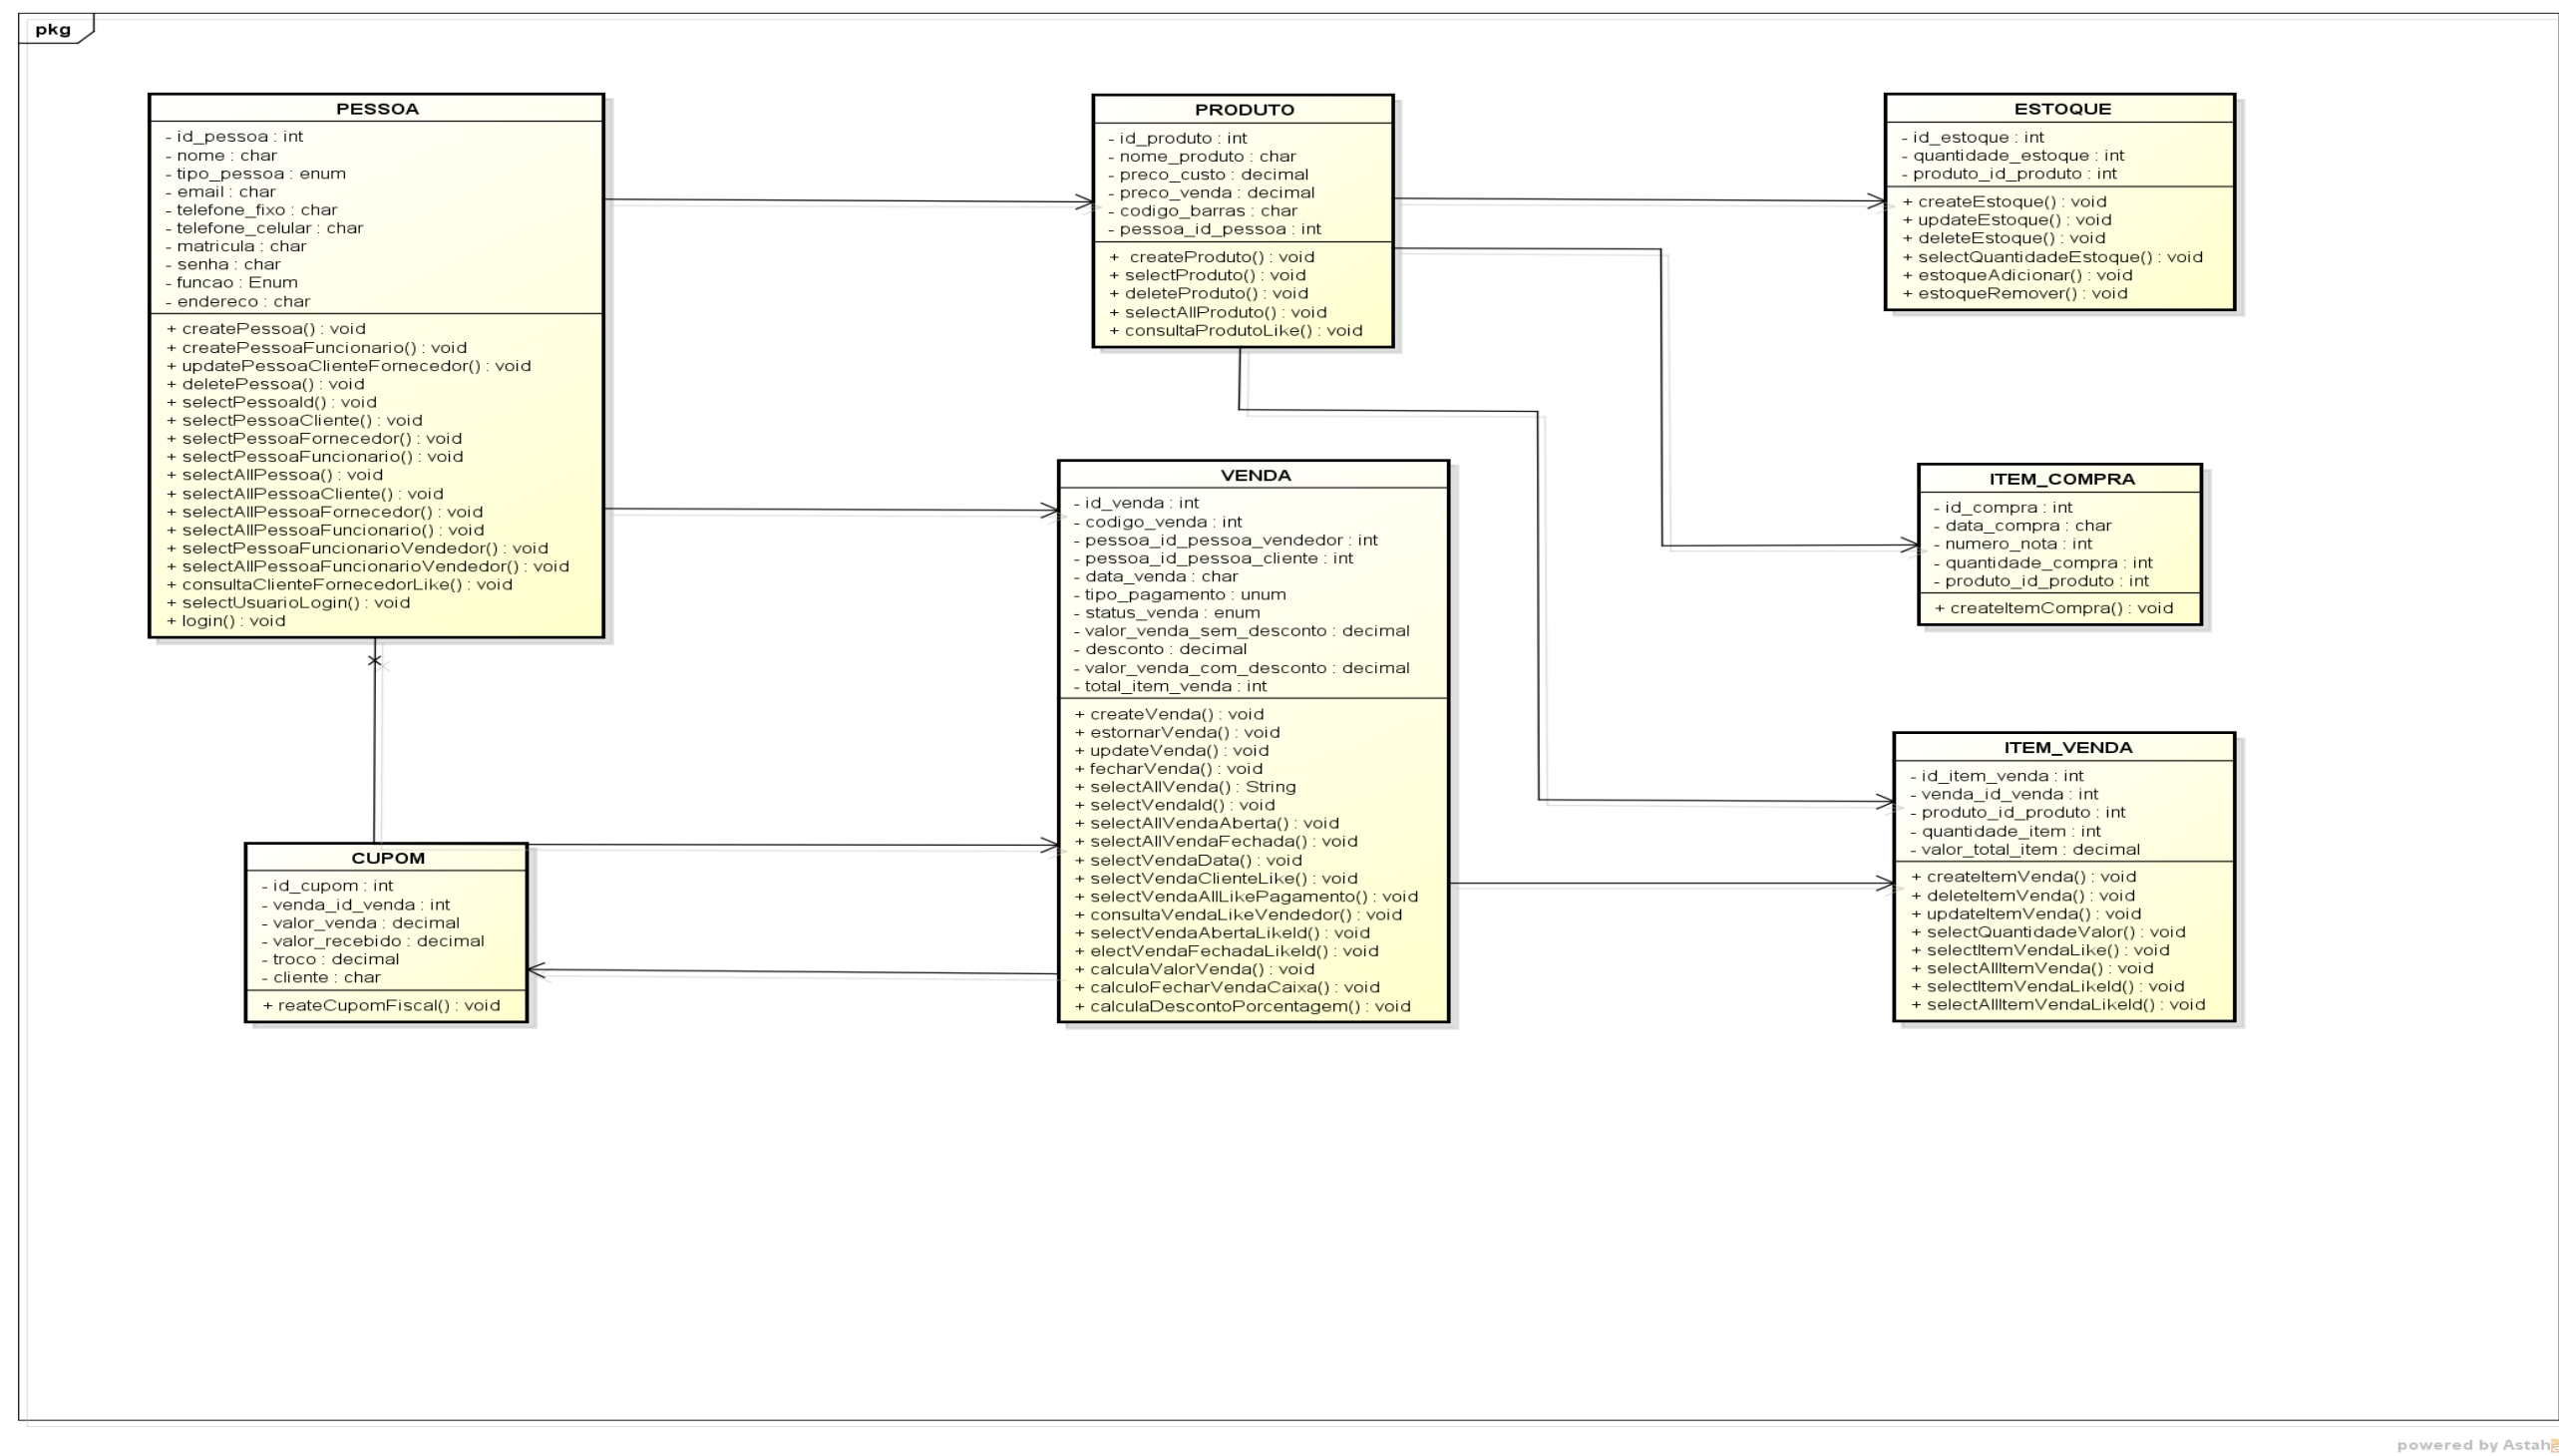 pkg
PESSOA
- id_pessoa : int
- nome : char
- tipo_pessoa : enum
- email : char
- telefone_fixo : char
- telefone_celular : char
- matricula : char
- senha : char
- funcao : Enum
- endereco : char
+ createPessoa() : void
+ createPessoaFuncionario() : void
+ updatePessoaClienteFornecedor() : void
+ deletePessoa() : void
+ selectPessoaId() : void
+ selectPessoaCliente() : void
+ selectPessoaFornecedor() : void
+ selectPessoaFuncionario() : void
+ selectAllPessoa() : void
+ selectAllPessoaCliente() : void
+ selectAllPessoaFornecedor() : void
+ selectAllPessoaFuncionario() : void
+ selectPessoaFuncionarioVendedor() : void
+ selectAllPessoaFuncionarioVendedor() : void
+ consultaClienteFornecedorLike() : void
+ selectUsuarioLogin() : void
+ login() : void
PRODUTO
- id_produto : int
- nome_produto : char
- preco_custo : decimal
- preco_venda : decimal
- codigo_barras : char
- pessoa_id_pessoa : int
+ createProduto() : void
+ selectProduto() : void
+ deleteProduto() : void
+ selectAllProduto() : void
+ consultaProdutoLike() : void
ESTOQUE
- id_estoque : int
- quantidade_estoque : int
- produto_id_produto : int
+ createEstoque() : void
+ updateEstoque() : void
+ deleteEstoque() : void
+ selectQuantidadeEstoque() : void
+ estoqueAdicionar() : void
+ estoqueRemover() : void
VENDA
- id_venda : int
- codigo_venda : int
- pessoa_id_pessoa_vendedor : int
- pessoa_id_pessoa_cliente : int
- data_venda : char
- tipo_pagamento : unum
- status_venda : enum
- valor_venda_sem_desconto : decimal
- desconto : decimal
- valor_venda_com_desconto : decimal
- total_item_venda : int
+ createVenda() : void
+ estornarVenda() : void
+ updateVenda() : void
+ fecharVenda() : void
+ selectAllVenda() : String
+ selectVendaId() : void
+ selectAllVendaAberta() : void
+ selectAllVendaFechada() : void
+ selectVendaData() : void
+ selectVendaClienteLike() : void
+ selectVendaAllLikePagamento() : void
+ consultaVendaLikeVendedor() : void
+ selectVendaAbertaLikeId() : void
+ electVendaFechadaLikeId() : void
+ calculaValorVenda() : void
+ calculoFecharVendaCaixa() : void
+ calculaDescontoPorcentagem() : void
ITEM_COMPRA
- id_compra : int
- data_compra : char
- numero_nota : int
- quantidade_compra : int
- produto_id_produto : int
+ createItemCompra() : void
ITEM_VENDA
- id_item_venda : int
- venda_id_venda : int
- produto_id_produto : int
- quantidade_item : int
- valor_total_item : decimal
+ createItemVenda() : void
+ deleteItemVenda() : void
+ updateItemVenda() : void
+ selectQuantidadeValor() : void
+ selectItemVendaLike() : void
+ selectAllItemVenda() : void
+ selectItemVendaLikeId() : void
+ selectAllItemVendaLikeId() : void
CUPOM
- id_cupom : int
- venda_id_venda : int
- valor_venda : decimal
- valor_recebido : decimal
- troco : decimal
- cliente : char
+ reateCupomFiscal() : void
powered by Astah